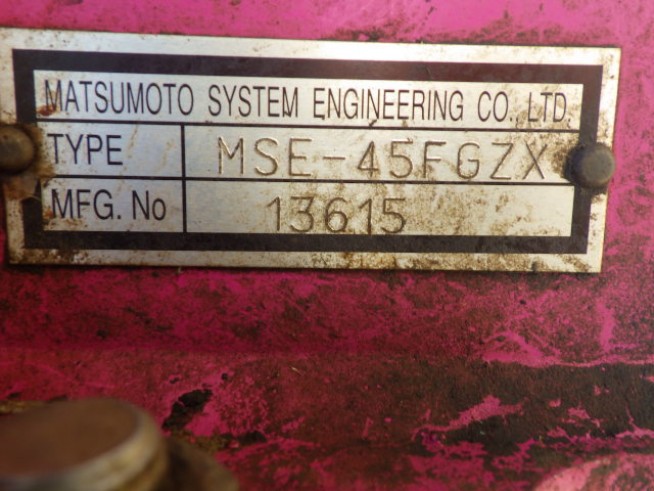 MATSUMOTO SYSTEM ENGINEERING CO., LTD.
TYPE MSE-45FGZX
MFG. No 13615